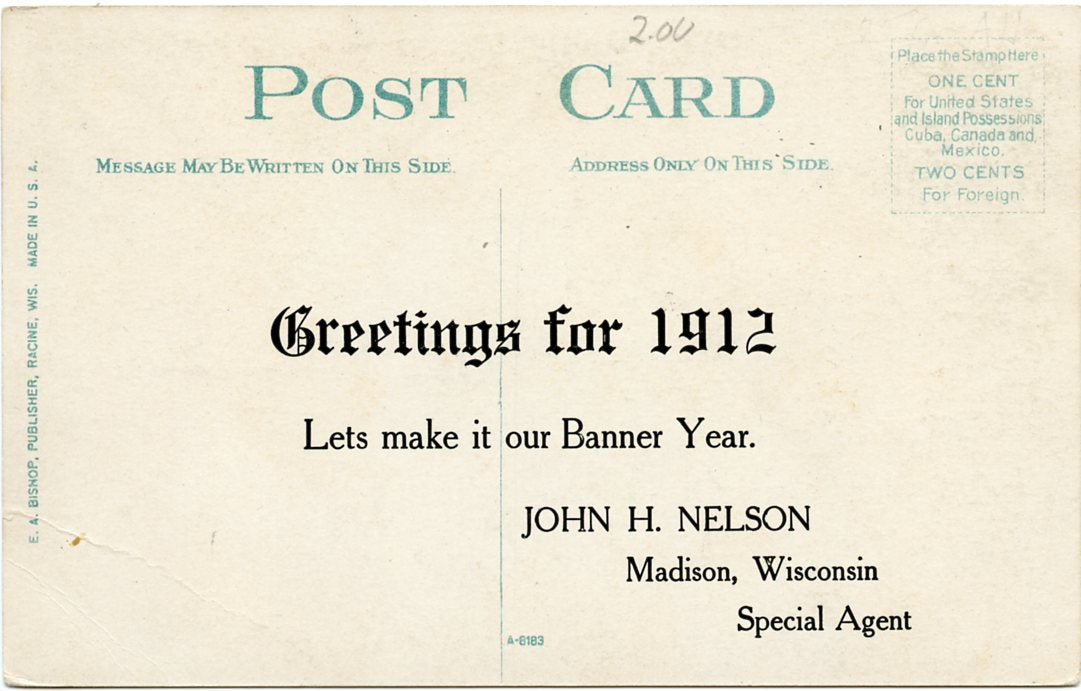 2.00
POST CARD
Place the Stamp Here
ONE CENT
For United States
and Island Possessions
Cuba, Canada and,
Mexico.
TWO CENTS
For Foreign.
MESSAGE MAY BE WRITTEN ON THIS SIDE.
ADDRESS ONLY ON THIS SIDE.
E. A. BISHOP, PUBLISHER, RACINE, WIS. MADE IN U. S. A.
Greetings for 1912
Lets make it our Banner Year.
JOHN H. NELSON
Madison, Wisconsin
Special Agent
A-8183